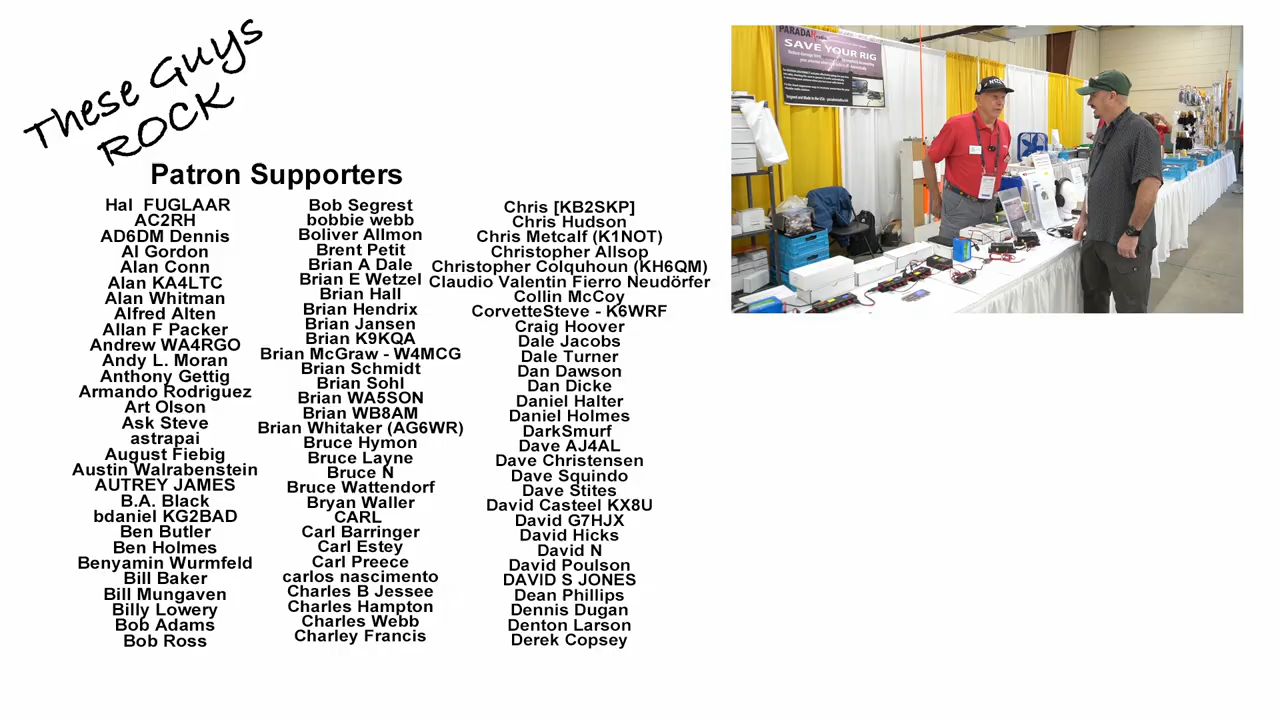 These Guys
ROCK
Patron Supporters
Hal FUGLAAR
AC2RH
AD6DM Dennis
Al Gordon
Alan Conn
Alan KA4LTC
Alan Whitman
Alfred Alten
Allan F Packer
Andrew WA4RGO
Andy L. Moran
Anthony Gettig
Armando Rodriguez
Art Olson
Ask Steve
astrapai
August Fiebig
Austin Walrabenstein
AUTREY JAMES
B.A. Black
bdaniel KG2BAD
Ben Butler
Ben Holmes
Benyamin Wurmfeld
Bill Baker
Bill Mungaven
Billy Lowery
Bob Adams
Bob Ross
Bob Segrest
bobbie webb
Boliver Allmon
Brent Petit
Brian A Dale
Brian E Wetzel
Brian Hall
Brian Hendrix
Brian Jansen
Brian K9KQA
Brian McGraw - W4MCG
Brian Schmidt
Brian Sohl
Brian WA5SON
Brian WB8AM
Brian Whitaker (AG6WR)
Bruce Hymon
Bruce Layne
Bruce N
Bruce Wattendorf
Bryan Waller
CARL
Carl Barringer
Carl Estey
Carl Preece
carlos nascimento
Charles B Jessee
Charles Hampton
Charles Webb
Charley Francis
Chris [KB2SKP]
Chris Hudson
Chris Metcalf (K1NOT)
Christopher Allsop
Christopher Colquhoun (KH6QM)
Claudio Valentin Fierro Neudörfer
Collin McCoy
CorvetteSteve - K6WRF
Craig Hoover
Dale Jacobs
Dale Turner
Dan Dawson
Dan Dicke
Daniel Halter
Daniel Holmes
DarkSmurf
Dave AJ4AL
Dave Christensen
Dave Squindo
Dave Stites
David Casteel KX8U
David G7HJX
David Hicks
David N
David Poulson
DAVID S JONES
Dean Phillips
Dennis Dugan
Denton Larson
Derek Copsey
SAVE YOUR RIG